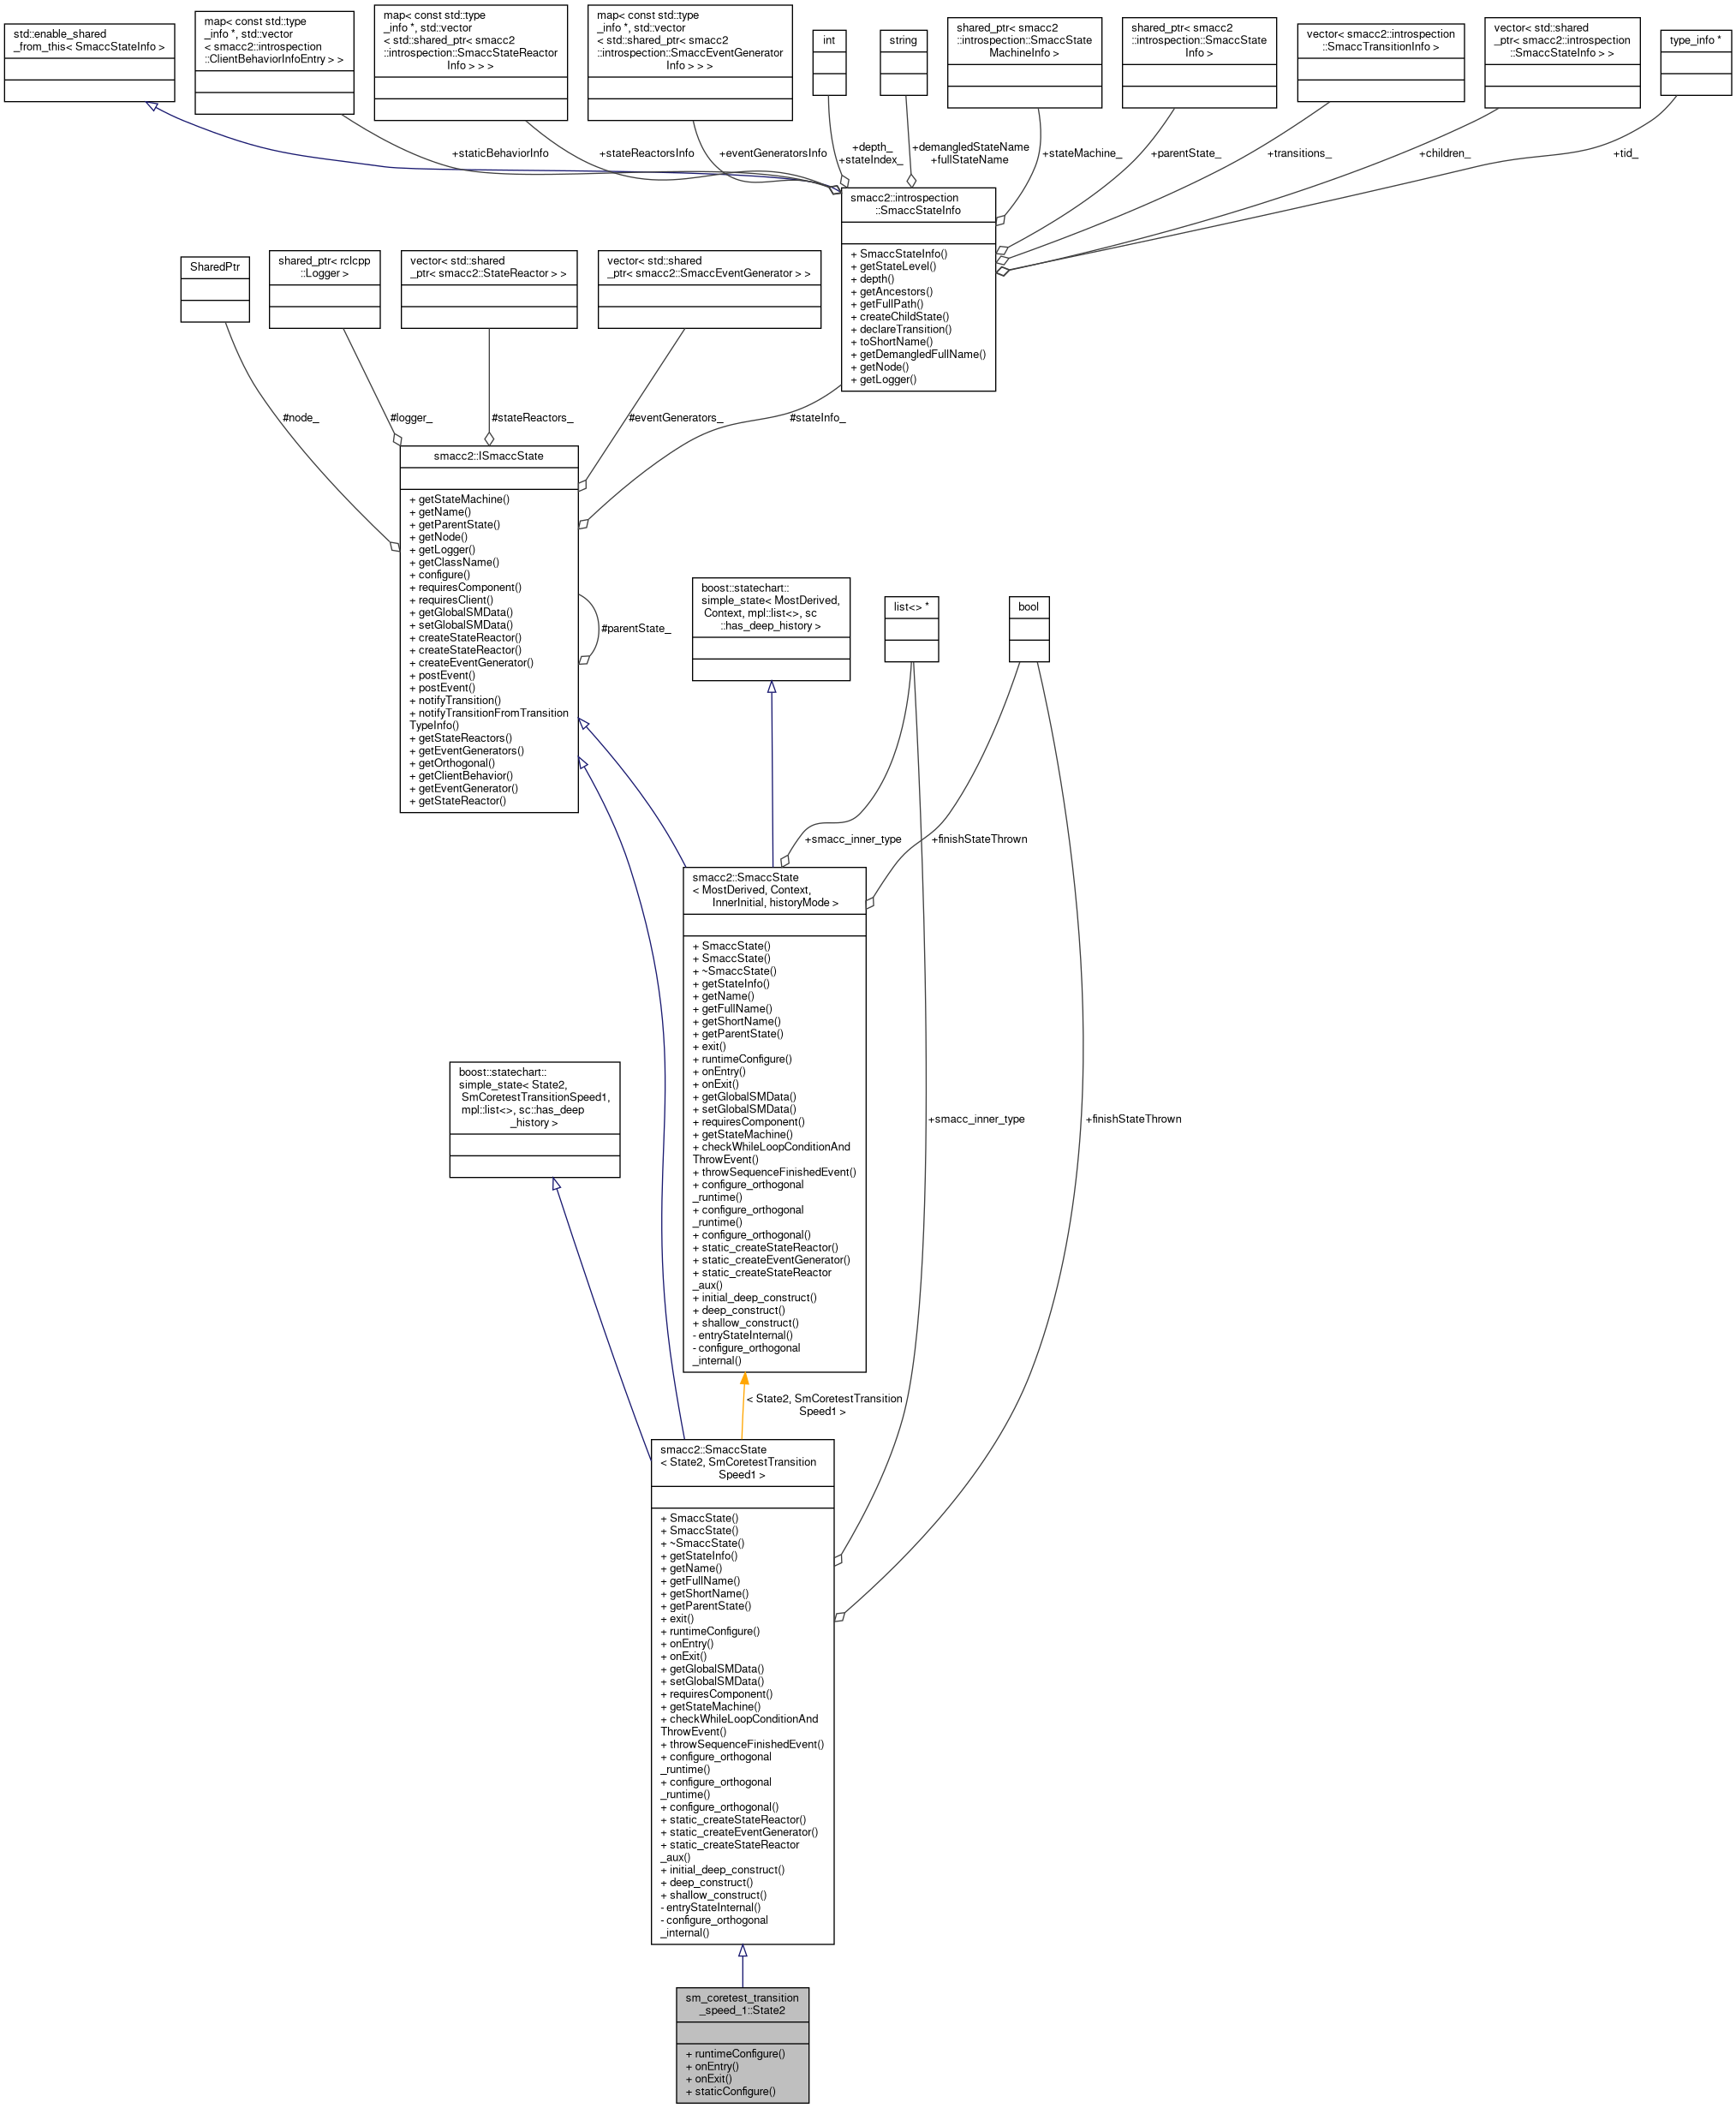 std::enable_shared
_from_this< SmaccStateInfo >
map< const std::type
_info *, std::vector
< smacc2::introspection
::ClientBehaviorInfoEntry > >
map< const std::type
_info *, std::vector
< std::shared_ptr< smacc2
::introspection::SmaccStateReactor
Info > > >
map< const std::type
_info *, std::vector
< std::shared_ptr< smacc2
::introspection::SmaccEventGenerator
Info > > >
int
string
shared_ptr< smacc2
::introspection::SmaccState
MachineInfo >
shared_ptr< smacc2
::introspection::SmaccState
Info >
vector< smacc2::introspection
::SmaccTransitionInfo >
vector< std::shared
_ptr< smacc2::introspection
::SmaccStateInfo > >
type_info *
+staticBehaviorInfo
+stateReactorsInfo
+eventGeneratorsInfo
+depth_
+stateIndex_
+demangledStateName
+fullStateName
+stateMachine_
+parentState_
+transitions_
+children_
+tid_
smacc2::introspection
::SmaccStateInfo
+ SmaccStateInfo()
+ getStateLevel()
+ depth()
+ getAncestors()
+ getFullPath()
+ createChildState()
+ declareTransition()
+ toShortName()
+ getDemangledFullName()
+ getNode()
+ getLogger()
SharedPtr
shared_ptr< rclcpp
::Logger >
vector< std::shared
_ptr< smacc2::StateReactor > >
vector< std::shared
_ptr< smacc2::SmaccEventGenerator > >
#node_
#logger_
#stateReactors_
#eventGenerators_
#stateInfo_
smacc2::ISmaccState
+ getStateMachine()
+ getName()
+ getParentState()
+ getNode()
+ getLogger()
+ getClassName()
+ configure()
+ requiresComponent()
+ requiresClient()
+ getGlobalSMData()
+ setGlobalSMData()
+ createStateReactor()
+ createStateReactor()
+ createEventGenerator()
+ postEvent()
+ postEvent()
+ notifyTransition()
+ notifyTransitionFromTransition
TypeInfo()
+ getStateReactors()
+ getEventGenerators()
+ getOrthogonal()
+ getClientBehavior()
+ getEventGenerator()
+ getStateReactor()
#parentState_
boost::statechart::
simple_state< MostDerived,
Context, mpl::list<>, sc
::has_deep_history >
list<> *
bool
+smacc_inner_type
+finishStateThrown
smacc2::SmaccState
< MostDerived, Context,
InnerInitial, historyMode >
+ SmaccState()
+ SmaccState()
+ ~SmaccState()
+ getStateInfo()
+ getName()
+ getFullName()
+ getShortName()
+ getParentState()
+ exit()
+ runtimeConfigure()
+ onEntry()
+ onExit()
+ getGlobalSMData()
+ setGlobalSMData()
+ requiresComponent()
+ getStateMachine()
+ checkWhileLoopConditionAnd
ThrowEvent()
+ throwSequenceFinishedEvent()
+ configure_orthogonal
_runtime()
+ configure_orthogonal
_runtime()
+ configure_orthogonal()
+ static_createStateReactor()
+ static_createEventGenerator()
+ static_createStateReactor
_aux()
+ initial_deep_construct()
+ deep_construct()
+ shallow_construct()
- entryStateInternal()
- configure_orthogonal
_internal()
boost::statechart::
simple_state< State2,
SmCoretestTransitionSpeed1,
mpl::list<>, sc::has_deep
_history >
+smacc_inner_type
+finishStateThrown
< State2, SmCoretestTransition
Speed1 >
smacc2::SmaccState
< State2, SmCoretestTransition
Speed1 >
+ SmaccState()
+ SmaccState()
+ ~SmaccState()
+ getStateInfo()
+ getName()
+ getFullName()
+ getShortName()
+ getParentState()
+ exit()
+ runtimeConfigure()
+ onEntry()
+ onExit()
+ getGlobalSMData()
+ setGlobalSMData()
+ requiresComponent()
+ getStateMachine()
+ checkWhileLoopConditionAnd
ThrowEvent()
+ throwSequenceFinishedEvent()
+ configure_orthogonal
_runtime()
+ configure_orthogonal
_runtime()
+ configure_orthogonal()
+ static_createStateReactor()
+ static_createEventGenerator()
+ static_createStateReactor
_aux()
+ initial_deep_construct()
+ deep_construct()
+ shallow_construct()
- entryStateInternal()
- configure_orthogonal
_internal()
sm_coretest_transition
_speed_1::State2
+ runtimeConfigure()
+ onEntry()
+ onExit()
+ staticConfigure()